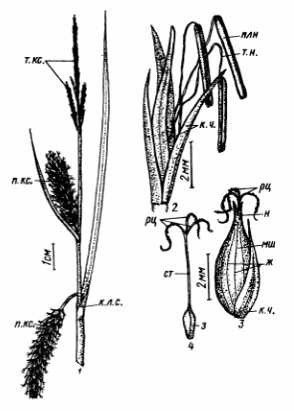 т.кс.
п.кс.
1см
к.л.с.
п.кс.
1
плн
т.н.
к.ч.
2мм
2
рц
ст
з
4
2мм
рц
н
мш
ж
к.ч.
3